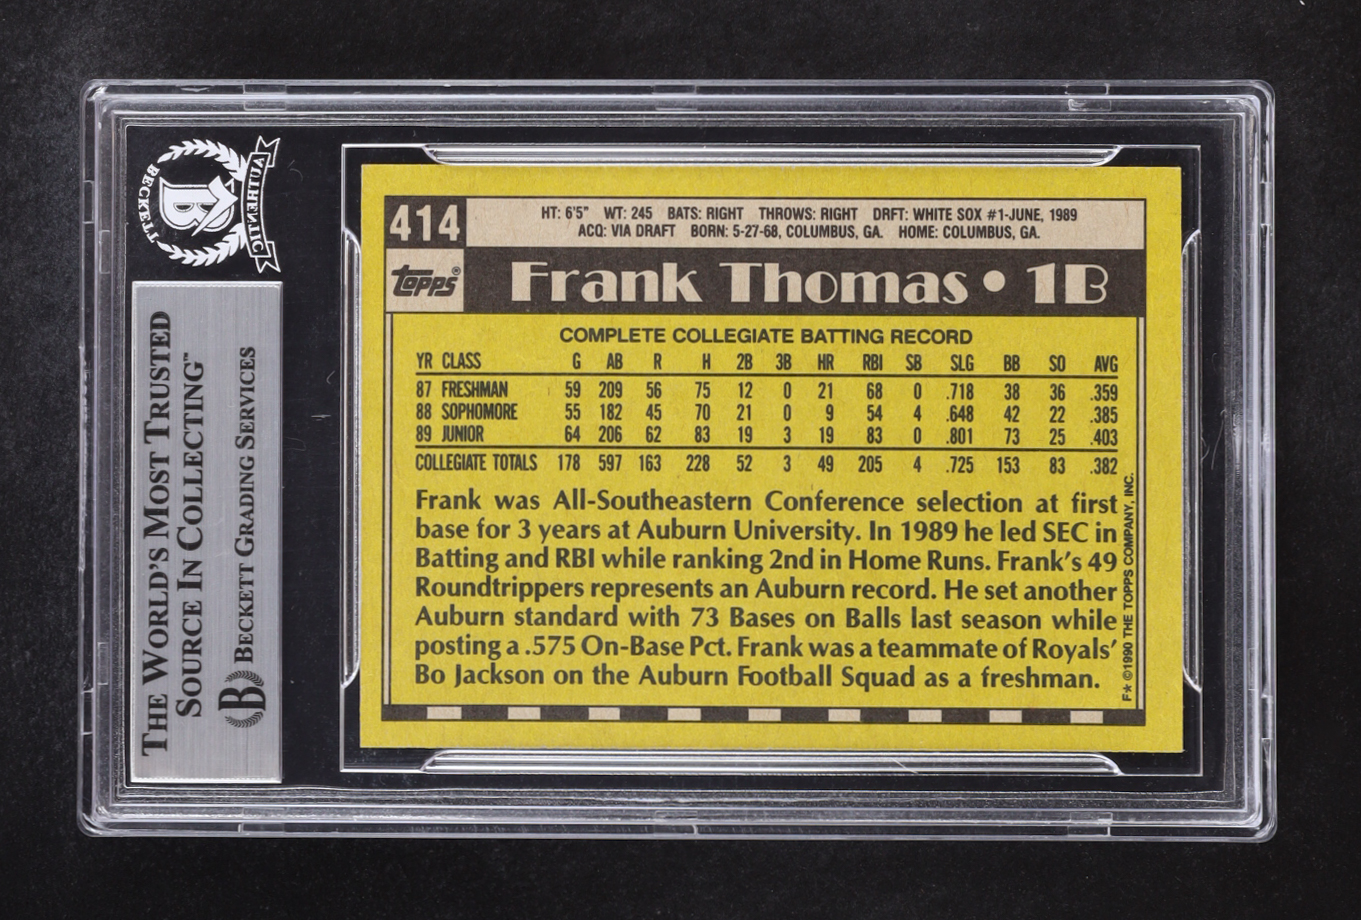 BECKETT
AUTHENTIC
B
THE WORLD'S MOST TRUSTED
SOURCE IN COLLECTING™
B BECKETT GRADING SERVICES
414
HT: 6'5" WT: 245 BATS: RIGHT THROWS: RIGHT DRFT: WHITE SOX #1-JUNE, 1989
ACQ: VIA DRAFT BORN: 5-27-68, COLUMBUS, GA. HOME: COLUMBUS, GA.
topps®
Frank Thomas • 1B
COMPLETE COLLEGIATE BATTING RECORD
YR CLASS G AB R H 2B 3B HR RBI SB SLG BB SO AVG
87 FRESHMAN 59 209 56 75 12 0 21 68 0 .718 38 36 .359
88 SOPHOMORE 55 182 45 70 21 0 9 54 4 .648 42 22 .385
89 JUNIOR 64 206 62 83 19 3 19 83 0 .801 73 25 .403
COLLEGIATE TOTALS 178 597 163 228 52 3 49 205 4 .725 153 83 .382
Frank was All-Southeastern Conference selection at first
base for 3 years at Auburn University. In 1989 he led SEC in
Batting and RBI while ranking 2nd in Home Runs. Frank's 49
Roundtrippers represents an Auburn record. He set another
Auburn standard with 73 Bases on Balls last season while
posting a .575 On-Base Pct. Frank was a teammate of Royals'
Bo Jackson on the Auburn Football Squad as a freshman.
F* ©1990 THE TOPPS COMPANY, INC.